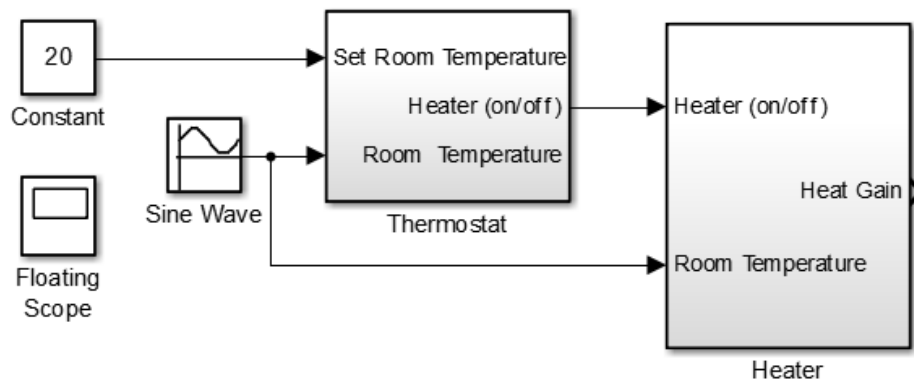 20
Constant
Sine Wave
Floating
Scope
Set Room Temperature
Heater (on/off)
Room Temperature
Thermostat
Heater (on/off)
Heat Gain
Room Temperature
Heater